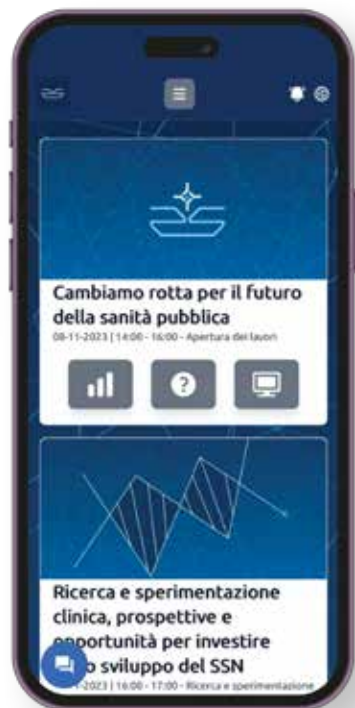 Cambiamo rotta per il futuro
della sanità pubblica
08-11-2023 | 14:00 - 16:00 - Apertura dei lavori
?
Ricerca e sperimentazione
clinica, prospettive e
opportunità per investire
sviluppo del SSN
-2023 | 16:00 - 17:00 - Ricerca e sperimentazione